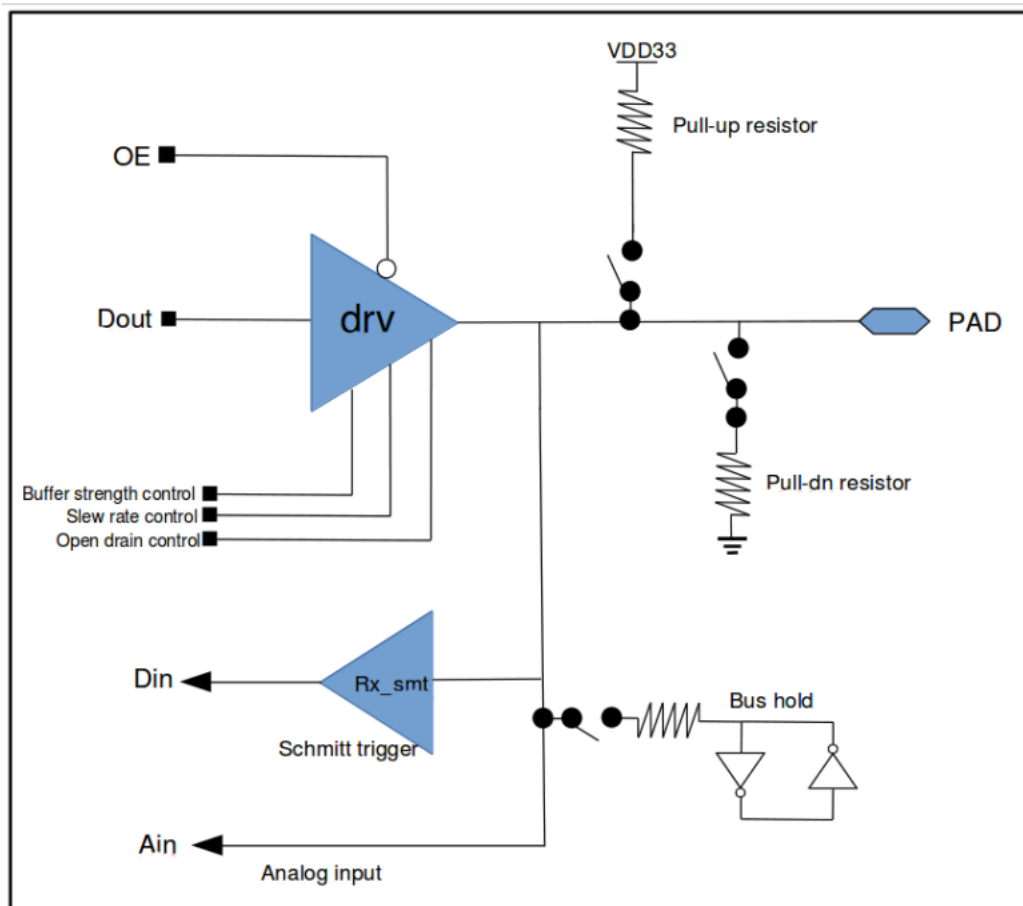 VDD33
Pull-up resistor
OE
Dout
drv
PAD
Pull-dn resistor
Buffer strength control
Slew rate control
Open drain control
Din
Rx_smt
Schmitt trigger
Bus hold
Ain
Analog input